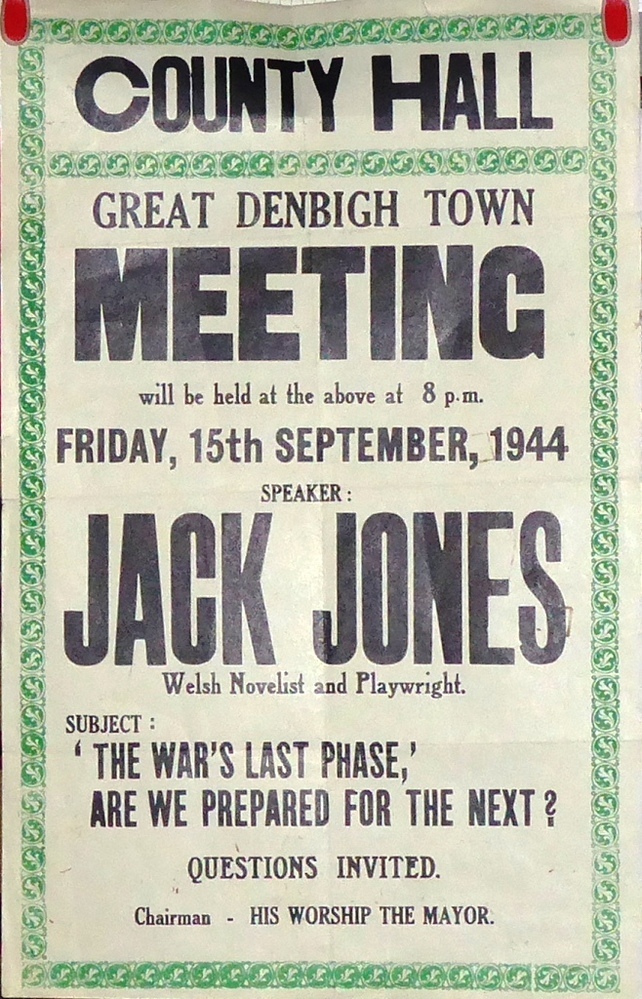 COUNTY HALL
GREAT DENBIGH TOWN
MEETING
will be held at the above at 8 p.m.
FRIDAY, 15th SEPTEMBER, 1944
SPEAKER:
JACK JONES
Welsh Novelist and Playwright.
SUBJECT:
‘ THE WAR'S LAST PHASE,’
ARE WE PREPARED FOR THE NEXT?
QUESTIONS INVITED.
Chairman - HIS WORSHIP THE MAYOR.